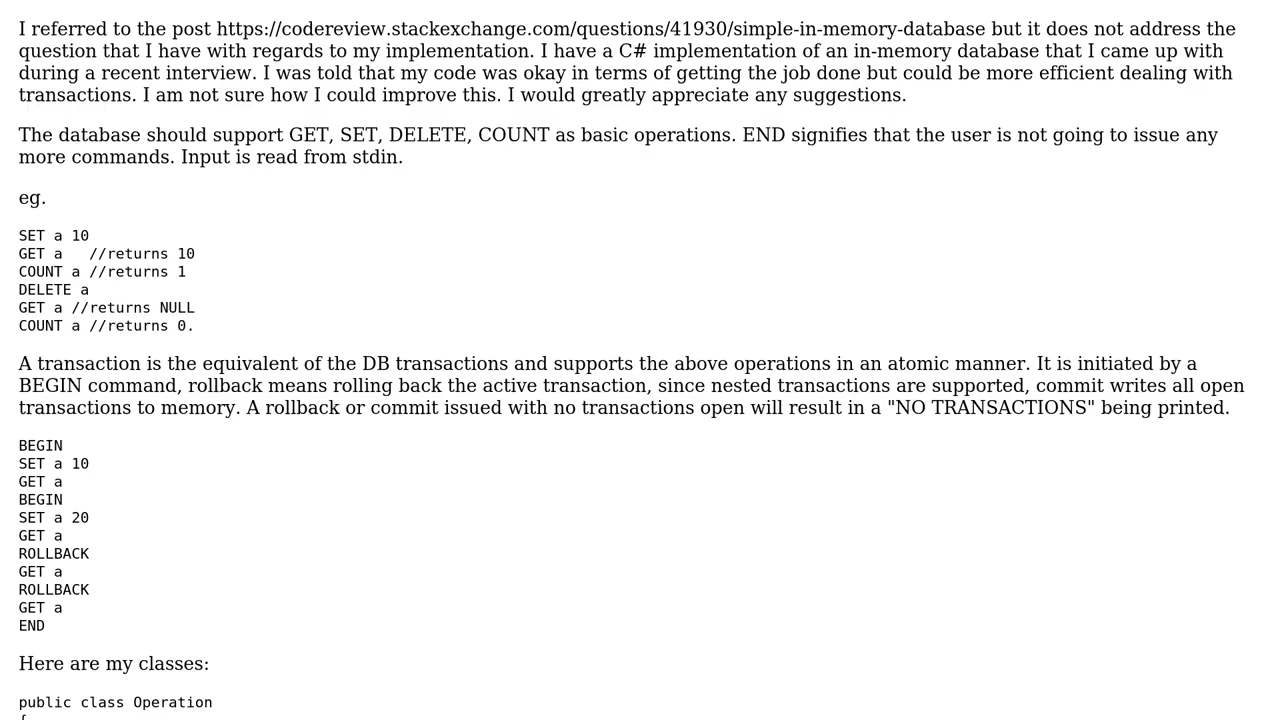 I referred to the post https://codereview.stackexchange.com/questions/41930/simple-in-memory-database but it does not address the
question that I have with regards to my implementation. I have a C# implementation of an in-memory database that I came up with
during a recent interview. I was told that my code was okay in terms of getting the job done but could be more efficient dealing with
transactions. I am not sure how I could improve this. I would greatly appreciate any suggestions.
The database should support GET, SET, DELETE, COUNT as basic operations. END signifies that the user is not going to issue any
more commands. Input is read from stdin.
eg.
SET a 10
GET a   //returns 10
COUNT a //returns 1
DELETE a
GET a //returns NULL
COUNT a //returns 0.
A transaction is the equivalent of the DB transactions and supports the above operations in an atomic manner. It is initiated by a
BEGIN command, rollback means rolling back the active transaction, since nested transactions are supported, commit writes all open
transactions to memory. A rollback or commit issued with no transactions open will result in a "NO TRANSACTIONS" being printed.
BEGIN
SET a 10
GET a
BEGIN
SET a 20
GET a
ROLLBACK
GET a
ROLLBACK
GET a
END
Here are my classes:
public class Operation
{